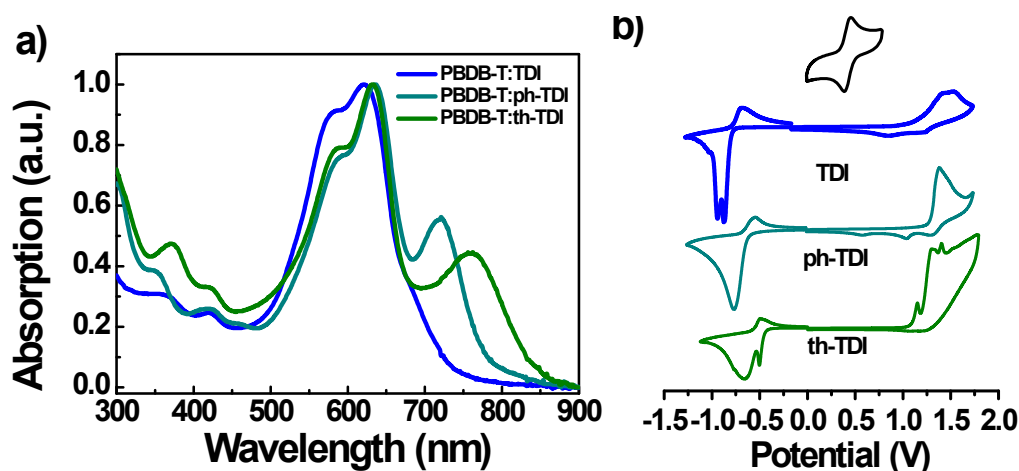 a)
PBDB-T:TDI
PBDB-T:ph-TDI
PBDB-T:th-TDI
Absorption (a.u.)
1.0
0.8
0.6
0.4
0.2
0.0
300 400 500 600 700 800 900
Wavelength (nm)
b)
TDI
ph-TDI
th-TDI
-1.5 -1.0 -0.5 0.0 0.5 1.0 1.5 2.0
Potential (V)